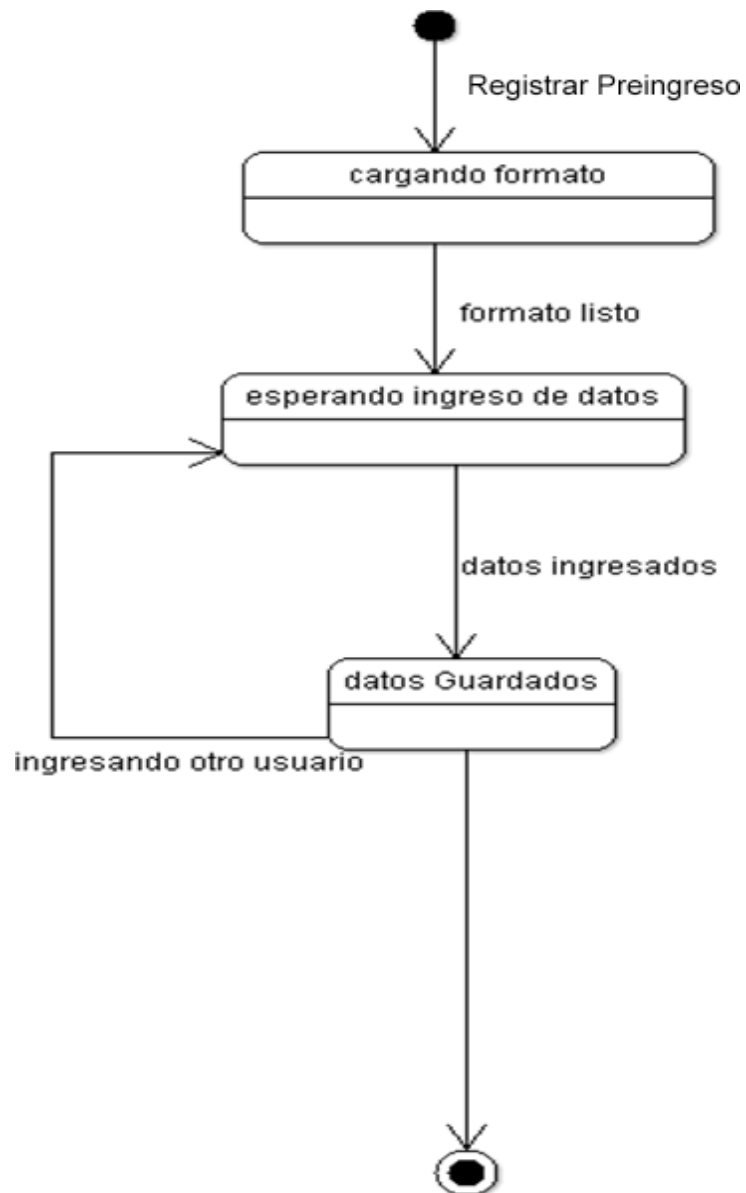 Registrar Preingreso
cargando formato
formato listo
esperando ingreso de datos
datos ingresados
datos Guardados
ingresando otro usuario